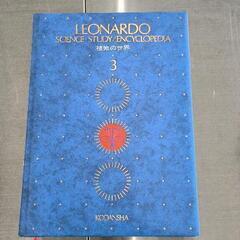 LEONARDO
SCIENCE·STUDY·ENCYCLOPEDIA
植物の世界
3
KODANSHA